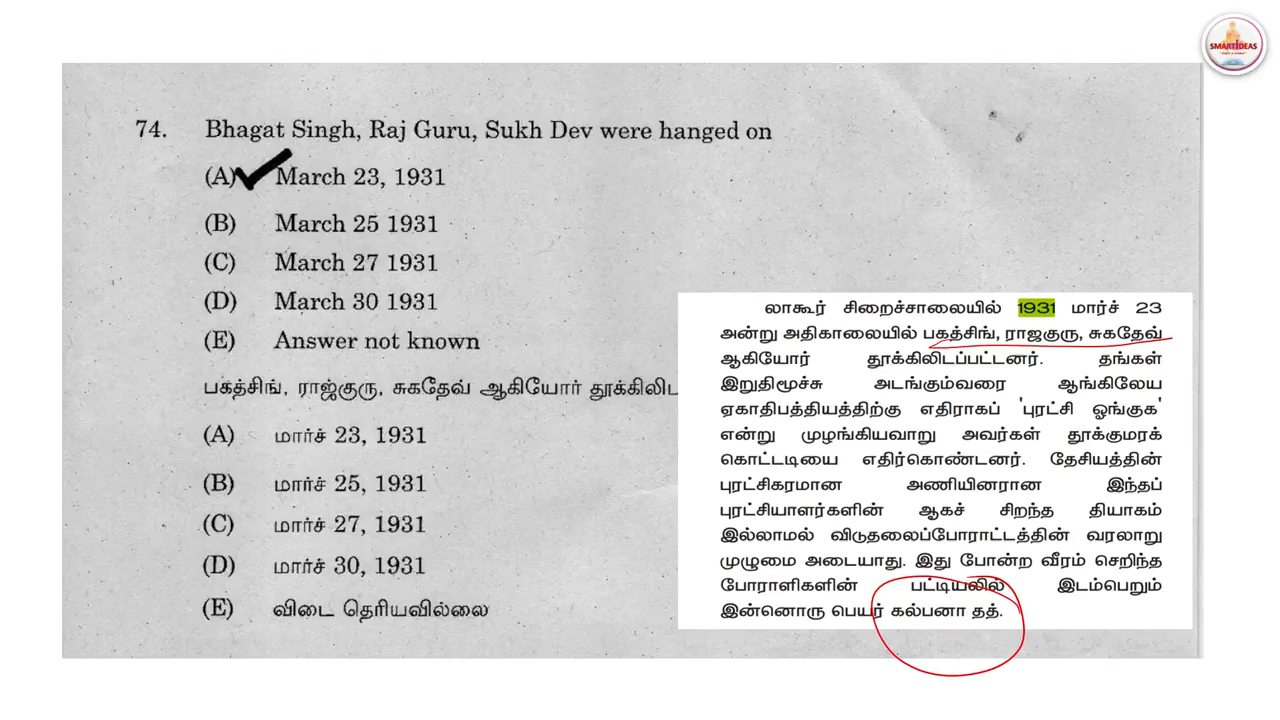 SMARTIDEAS
74. Bhagat Singh, Raj Guru, Sukh Dev were hanged on
(A) March 23, 1931
(B) March 25 1931
(C) March 27 1931
(D) March 30 1931
(E) Answer not known
பகத்சிங், ராஜ்குரு, சுகதேவ் ஆகியோர் தூக்கிலிட
(A) மார்ச் 23, 1931
(B) மார்ச் 25, 1931
(C) மார்ச் 27, 1931
(D) மார்ச் 30, 1931
(E) விடை தெரியவில்லை
லாகூர் சிறைச்சாலையில் 1931 மார்ச் 23
அன்று அதிகாலையில் பகத்சிங், ராஜகுரு, சுகதேவ்
ஆகியோர் தூக்கிலிடப்பட்டனர். தங்கள்
இறுதிமூச்சு அடங்கும்வரை ஆங்கிலேய
ஏகாதிபத்தியத்திற்கு எதிராகப் 'புரட்சி ஓங்குக'
என்று முழங்கியவாறு அவர்கள் தூக்குமரக்
கொட்டடியை எதிர்கொண்டனர். தேசியத்தின்
புரட்சிகரமான அணியினரான இந்தப்
புரட்சியாளர்களின் ஆகச் சிறந்த தியாகம்
இல்லாமல் விடுதலைப்போராட்டத்தின் வரலாறு
முழுமை அடையாது. இது போன்ற வீரம் செறிந்த
போராளிகளின் பட்டியலில் இடம்பெறும்
இன்னொரு பெயர் கல்பனா தத்.